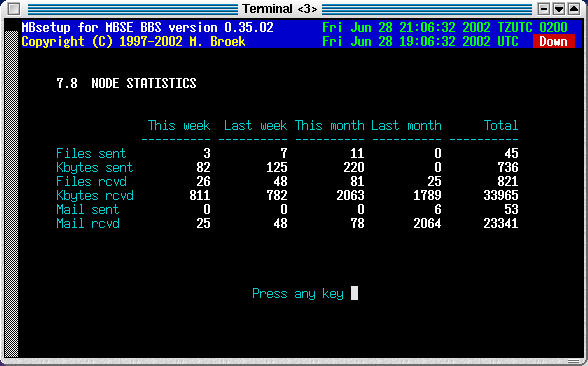 Terminal <3>
MBsetup for MBSE BBS version 0.35.02 Fri Jun 28 21:06:32 2002 TZUTC 0200
Copyright (C) 1997-2002 M. Broek Fri Jun 28 19:06:32 2002 UTC Down
7.8 NODE STATISTICS
This week Last week This month Last month Total
---------- ---------- ---------- ---------- ----------
Files sent 3 7 11 0 45
Kbytes sent 82 125 220 0 736
Files rcvd 26 48 81 25 821
Kbytes rcvd 811 782 2063 1789 33965
Mail sent 0 0 0 6 53
Mail rcvd 25 48 78 2064 23341
Press any key